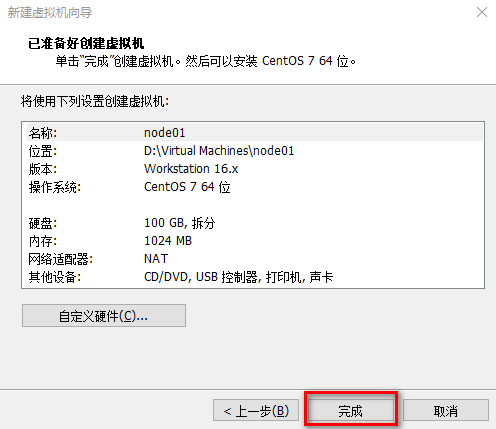 新建虚拟机向导
已准备好创建虚拟机
单击“完成”创建虚拟机。然后可以安装 CentOS 7 64 位。
将使用下列设置创建虚拟机:
名称: node01
位置: D:\Virtual Machines\node01
版本: Workstation 16.x
操作系统: CentOS 7 64 位
硬盘: 100 GB, 拆分
内存: 1024 MB
网络适配器: NAT
其他设备: CD/DVD, USB 控制器, 打印机, 声卡
自定义硬件(C)...
< 上一步(B) 完成 取消